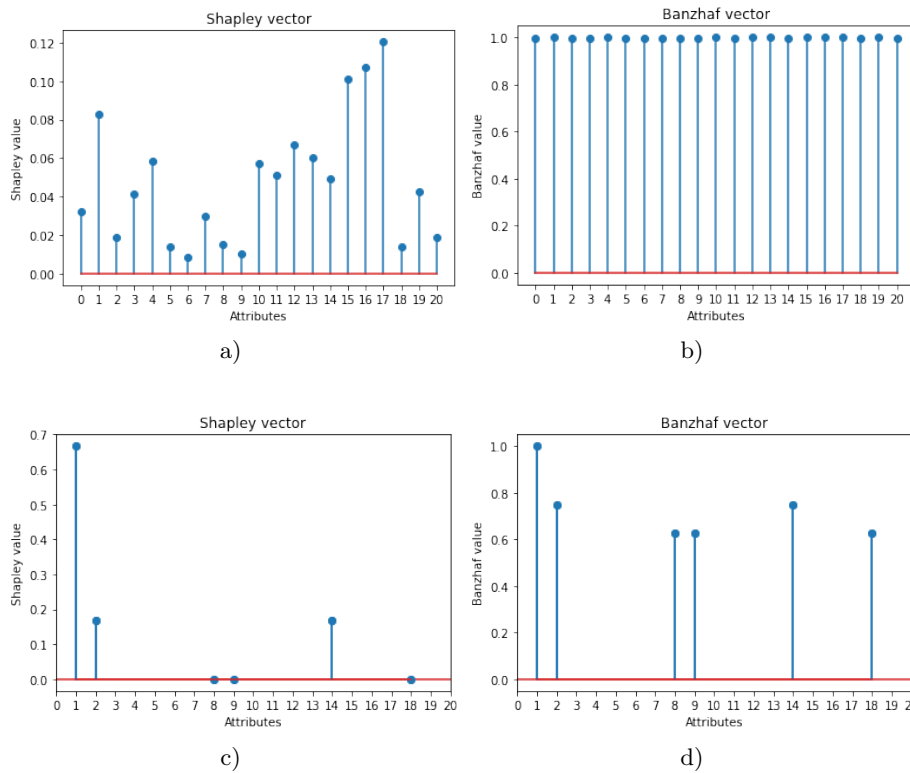 Shapley vector
Shapley value
0.12
0.10
0.08
0.06
0.04
0.02
0.00
0 1 2 3 4 5 6 7 8 9 10 11 12 13 14 15 16 17 18 19 20
Attributes
a)
Banzhaf vector
Banzhaf value
1.0
0.8
0.6
0.4
0.2
0.0
0 1 2 3 4 5 6 7 8 9 10 11 12 13 14 15 16 17 18 19 20
Attributes
b)
Shapley vector
Shapley value
0.7
0.6
0.5
0.4
0.3
0.2
0.1
0.0
0 1 2 3 4 5 6 7 8 9 10 11 12 13 14 15 16 17 18 19 20
Attributes
c)
Banzhaf vector
Banzhaf value
1.0
0.8
0.6
0.4
0.2
0.0
0 1 2 3 4 5 6 7 8 9 10 11 12 13 14 15 16 17 18 19 20
Attributes
d)